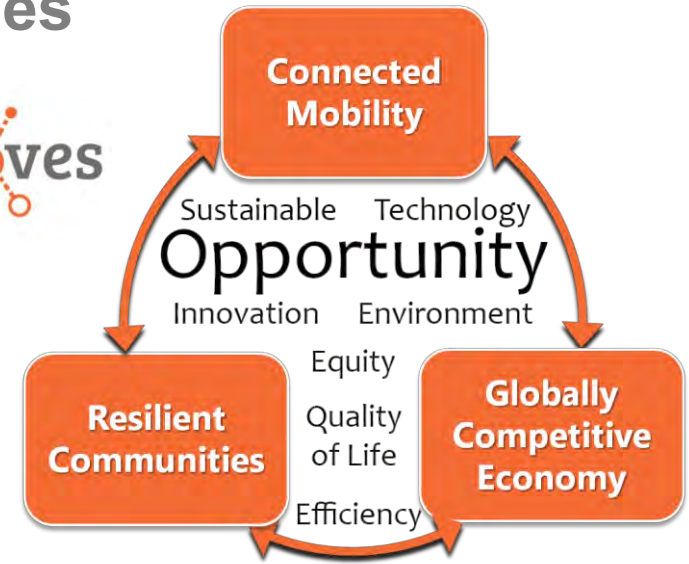 es
Connected
Mobility
ves
Sustainable Technology
Opportunity
Innovation Environment
Equity
Quality
of Life
Efficiency
Resilient
Communities
Globally
Competitive
Economy